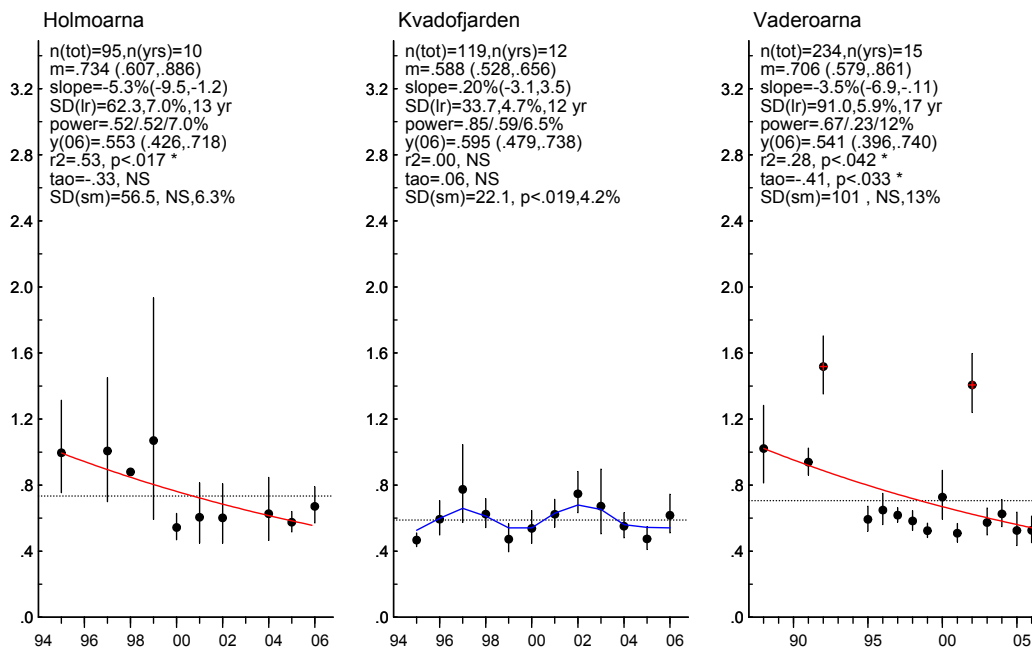 Holmoarna
n(tot)=95,n(yrs)=10
m=.734 (.607,.886)
slope=-5.3%(-9.5,-1.2)
SD(lr)=62.3,7.0%,13 yr
power=.52/.52/7.0%
y(06)=.553 (.426,.718)
r2=.53, p<.017 *
tao=-.33, NS
SD(sm)=56.5, NS,6.3%
3.2
2.8
2.4
2.0
1.6
1.2
.8
.4
.0
94 96 98 00 02 04 06
Kvadofjarden
n(tot)=119,n(yrs)=12
m=.588 (.528,.656)
slope=.20%(-3.1,3.5)
SD(lr)=33.7,4.7%,12 yr
power=.85/.59/6.5%
y(06)=.595 (.479,.738)
r2=.00, NS
tao=.06, NS
SD(sm)=22.1, p<.019,4.2%
3.2
2.8
2.4
2.0
1.6
1.2
.8
.4
.0
94 96 98 00 02 04 06
Vaderoarna
n(tot)=234,n(yrs)=15
m=.706 (.579,.861)
slope=-3.5%(-6.9,-.11)
SD(lr)=91.0,5.9%,17 yr
power=.67/.23/12%
y(06)=.541 (.396,.740)
r2=.28, p<.042 *
tao=-.41, p<.033 *
SD(sm)=101 , NS,13%
3.2
2.8
2.4
2.0
1.6
1.2
.8
.4
.0
90 95 00 05